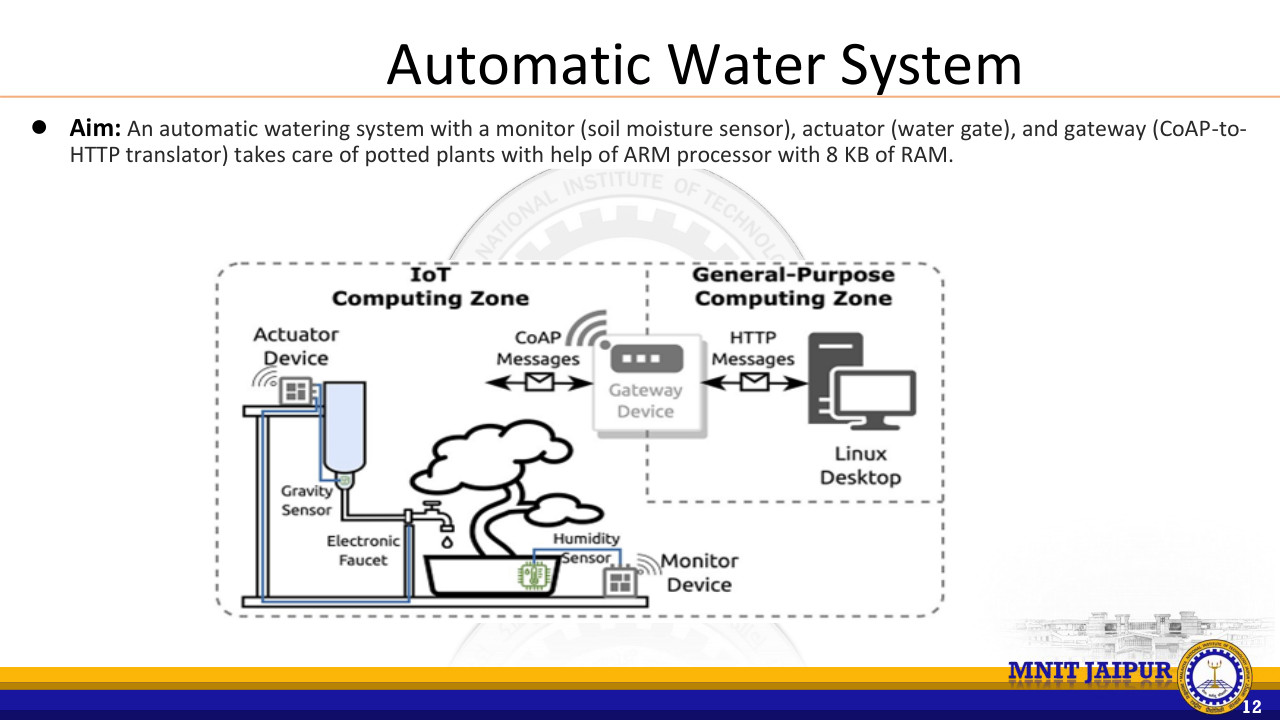 Automatic Water System
● Aim: An automatic watering system with a monitor (soil moisture sensor), actuator (water gate), and gateway (CoAP-to-
HTTP translator) takes care of potted plants with help of ARM processor with 8 KB of RAM.
NATIONAL INSTITUTE OF TECHNOLOGY
IoT
Computing Zone
General-Purpose
Computing Zone
Actuator
Device
CoAP
Messages
Gateway
Device
HTTP
Messages
Linux
Desktop
Gravity
Sensor
Electronic
Faucet
Humidity
Sensor
Monitor
Device
MNIT JAIPUR
12